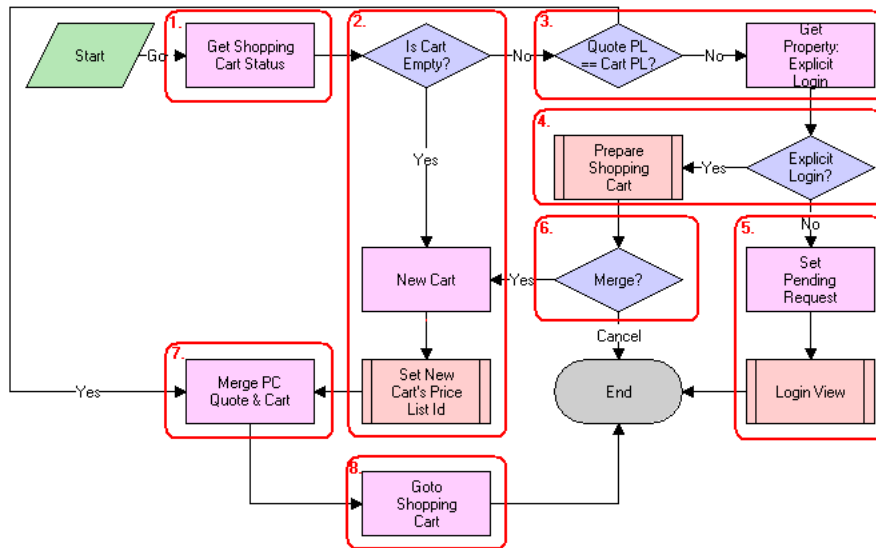 1.
2.
3.
Start
Go
Get Shopping
Cart Status
Is Cart
Empty?
No
Quote PL
== Cart PL?
No
Get
Property:
Explicit
Login
4.
Prepare
Shopping
Cart
Yes
Explicit
Login?
Yes
No
6.
5.
New Cart
Yes
Merge?
Set
Pending
Request
Cancel
7.
Yes
Merge PC
Quote & Cart
Set New
Cart's Price
List Id
End
Login View
8.
Goto
Shopping
Cart